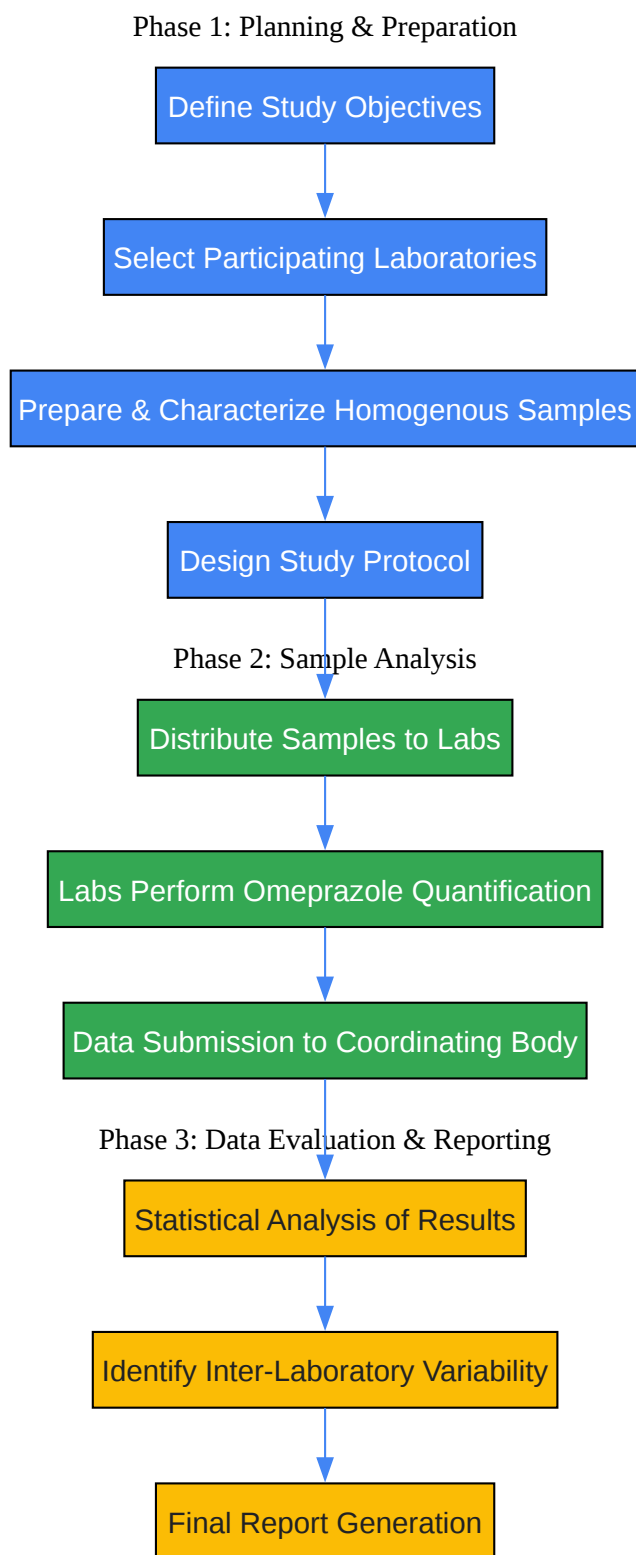 Phase 1: Planning & Preparation
Define Study Objectives
Select Participating Laboratories
Prepare & Characterize Homogenous Samples
Design Study Protocol
Phase 2: Sample Analysis
Distribute Samples to Labs
Labs Perform Omeprazole Quantification
Data Submission to Coordinating Body
Phase 3: Data Evaluation & Reporting
Statistical Analysis of Results
Identify Inter-Laboratory Variability
Final Report Generation